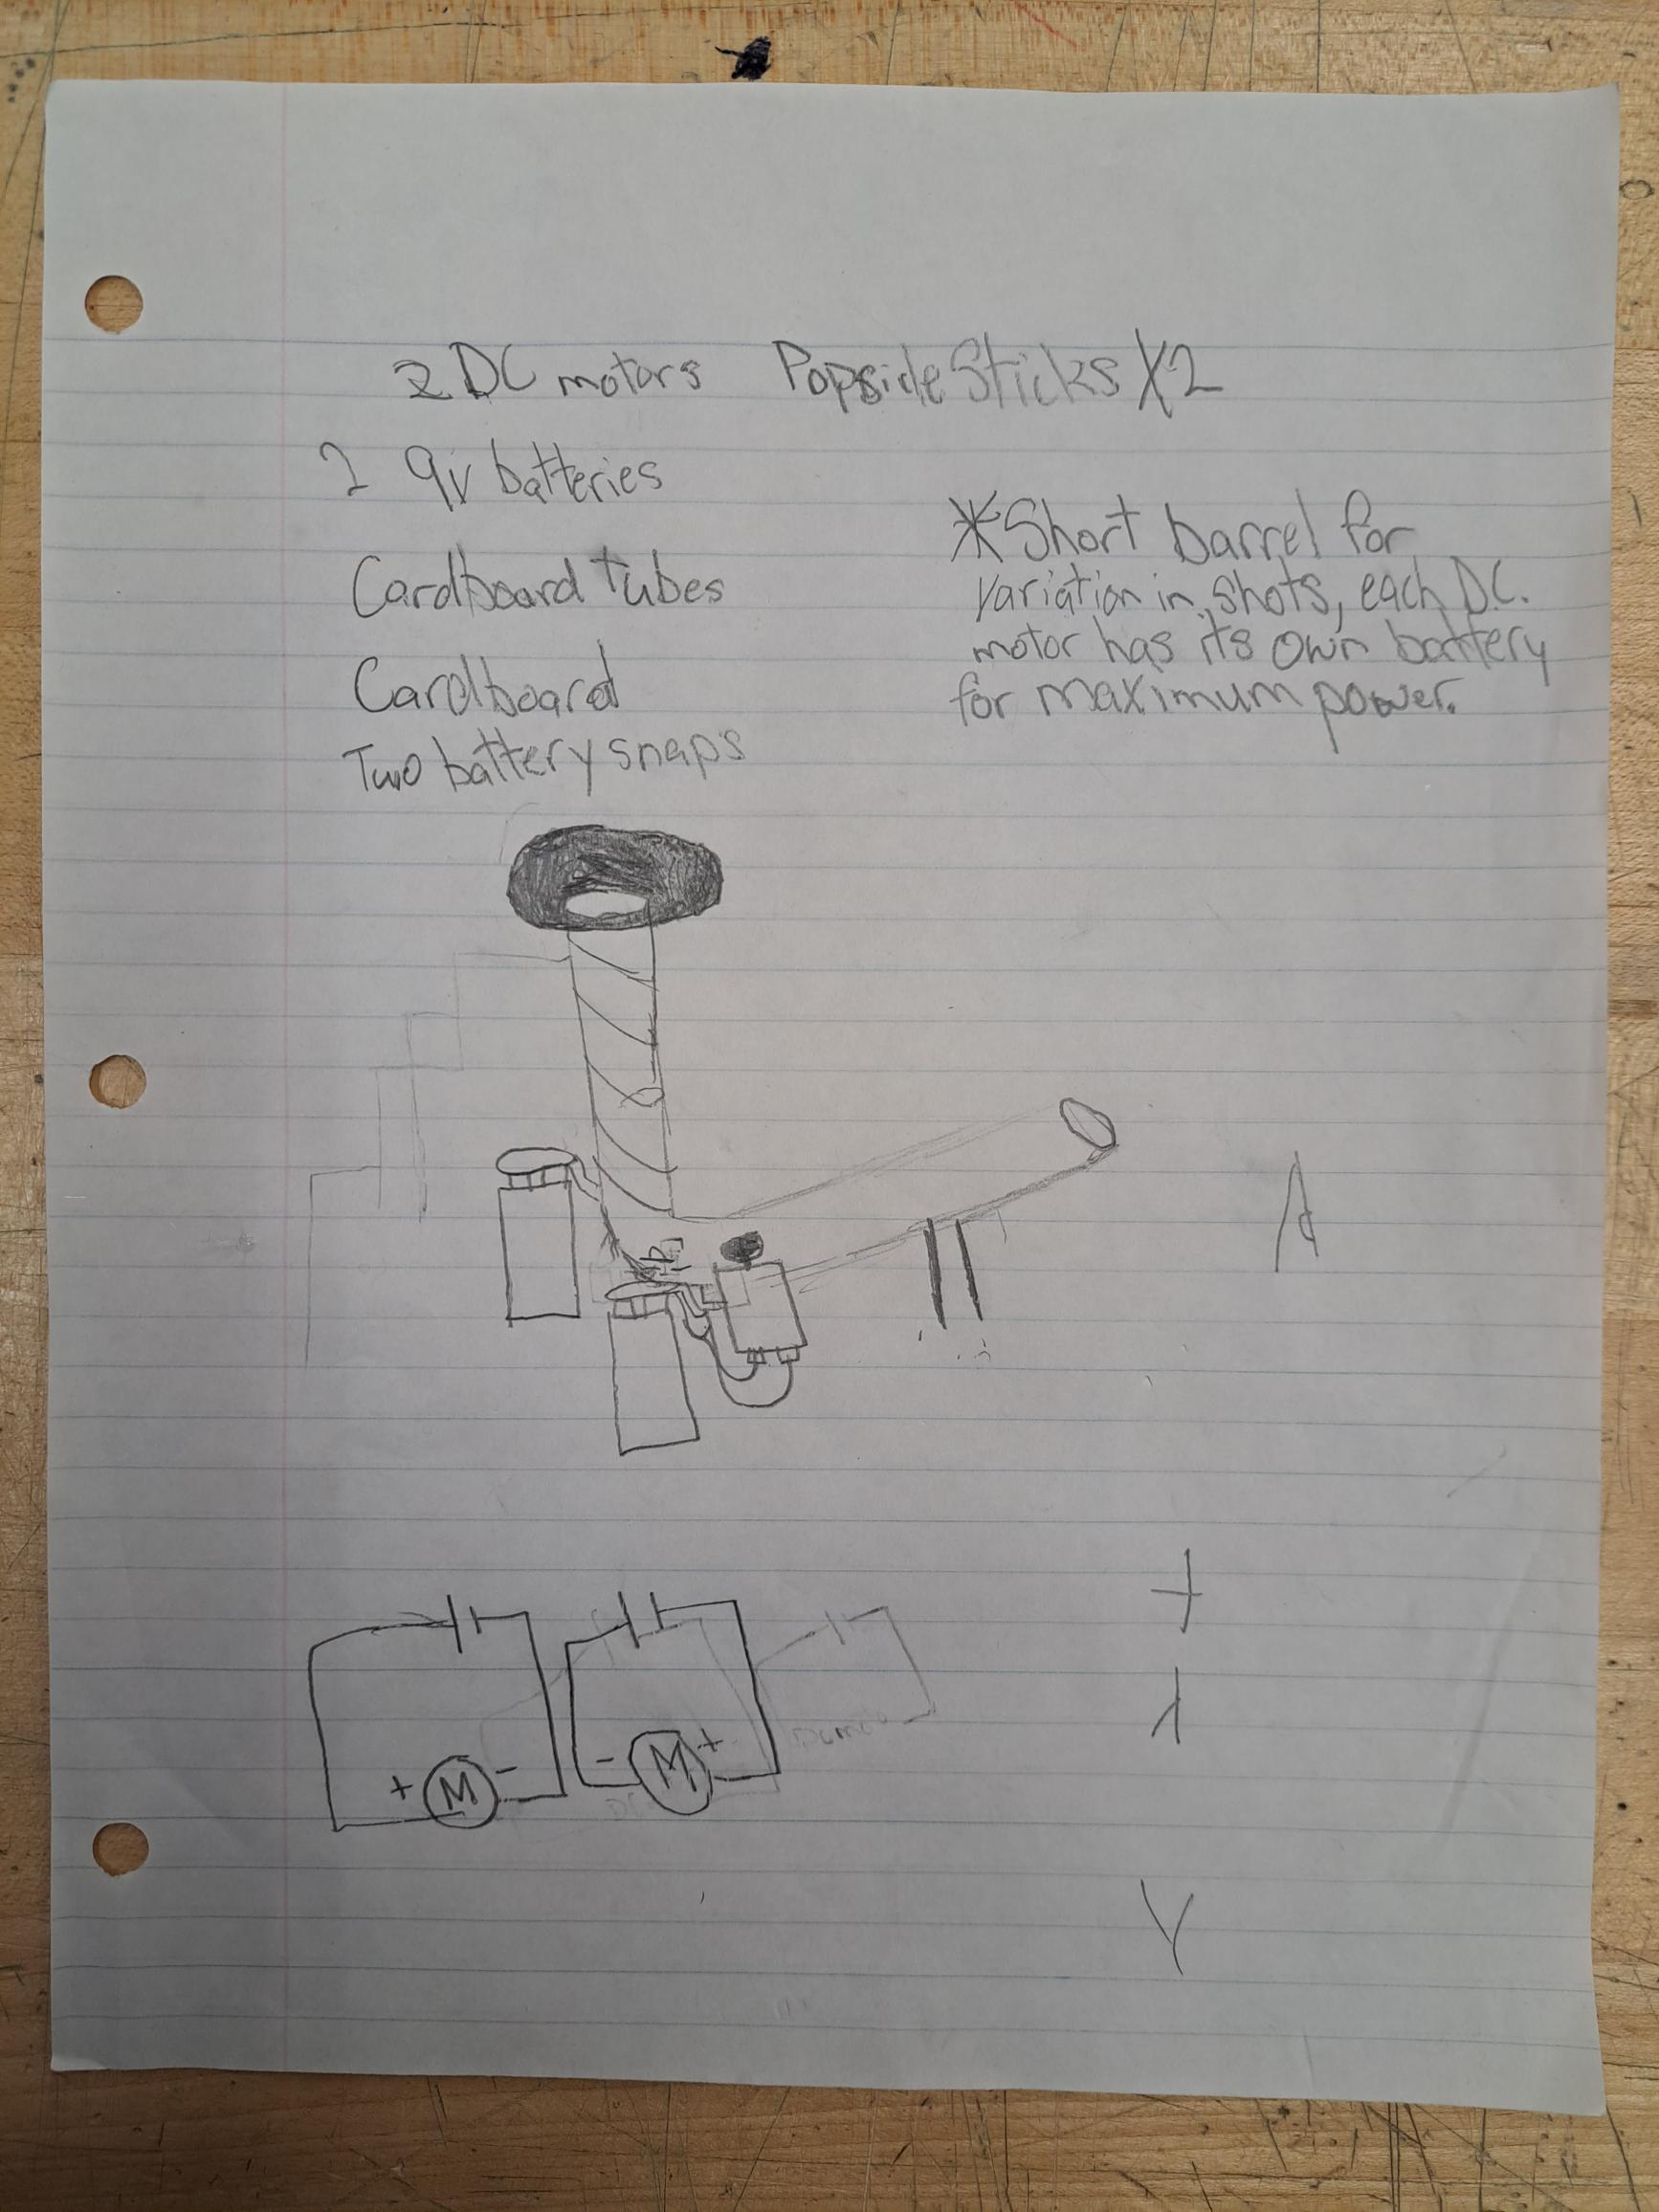 2 DC motors Popsicle Sticks X2
2 9v batteries
Cardboard tubes
Cardboard
Two battery snaps
*Short barrel for
variation in shots, each D.C.
motor has its own battery
for maximum power.
+ M -
- M +